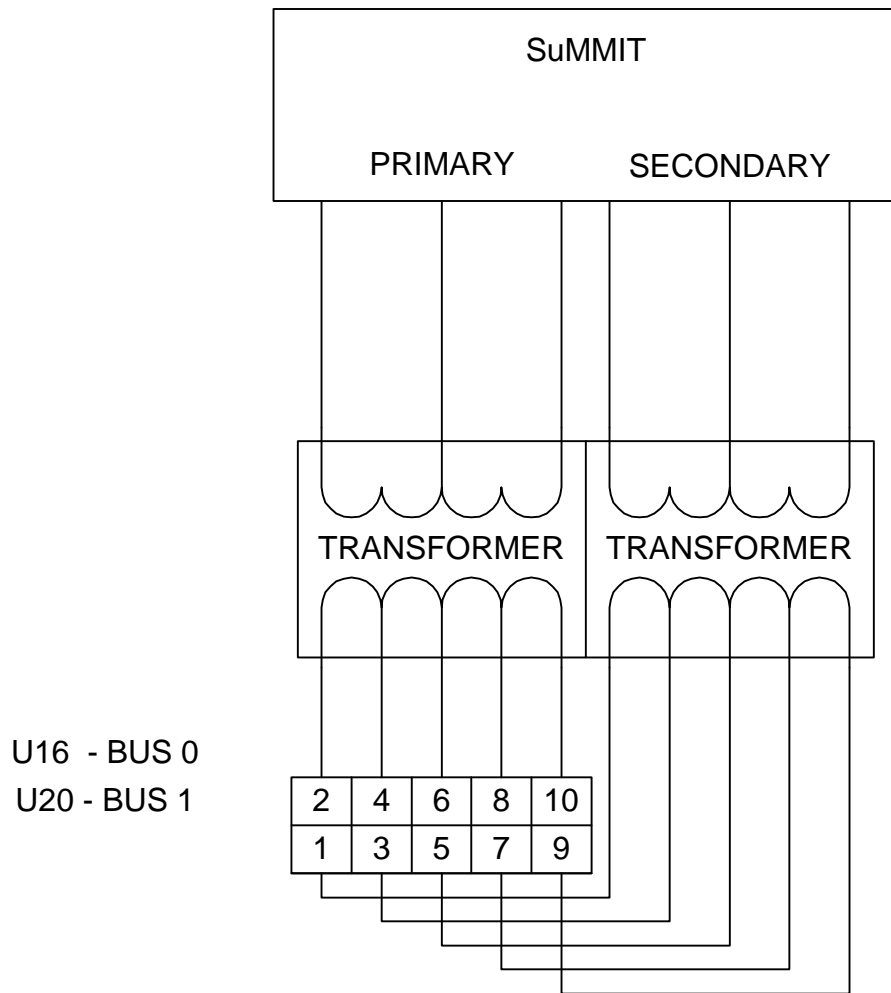 SuMMIT
PRIMARY SECONDARY
TRANSFORMER TRANSFORMER
U16 - BUS 0
U20 - BUS 1
2 4 6 8 10
1 3 5 7 9